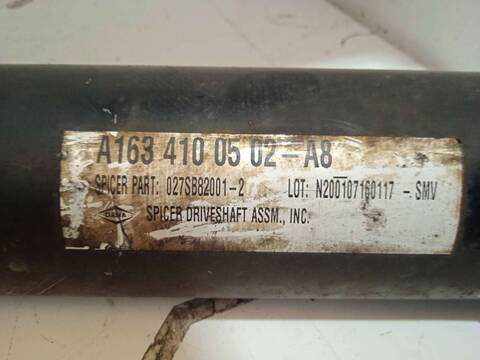 A163 410 05 02-A8
SPICER PART: 027SB82001-2 LOT: N200107160117 - SMV
DANA SPICER DRIVESHAFT ASSM., INC.